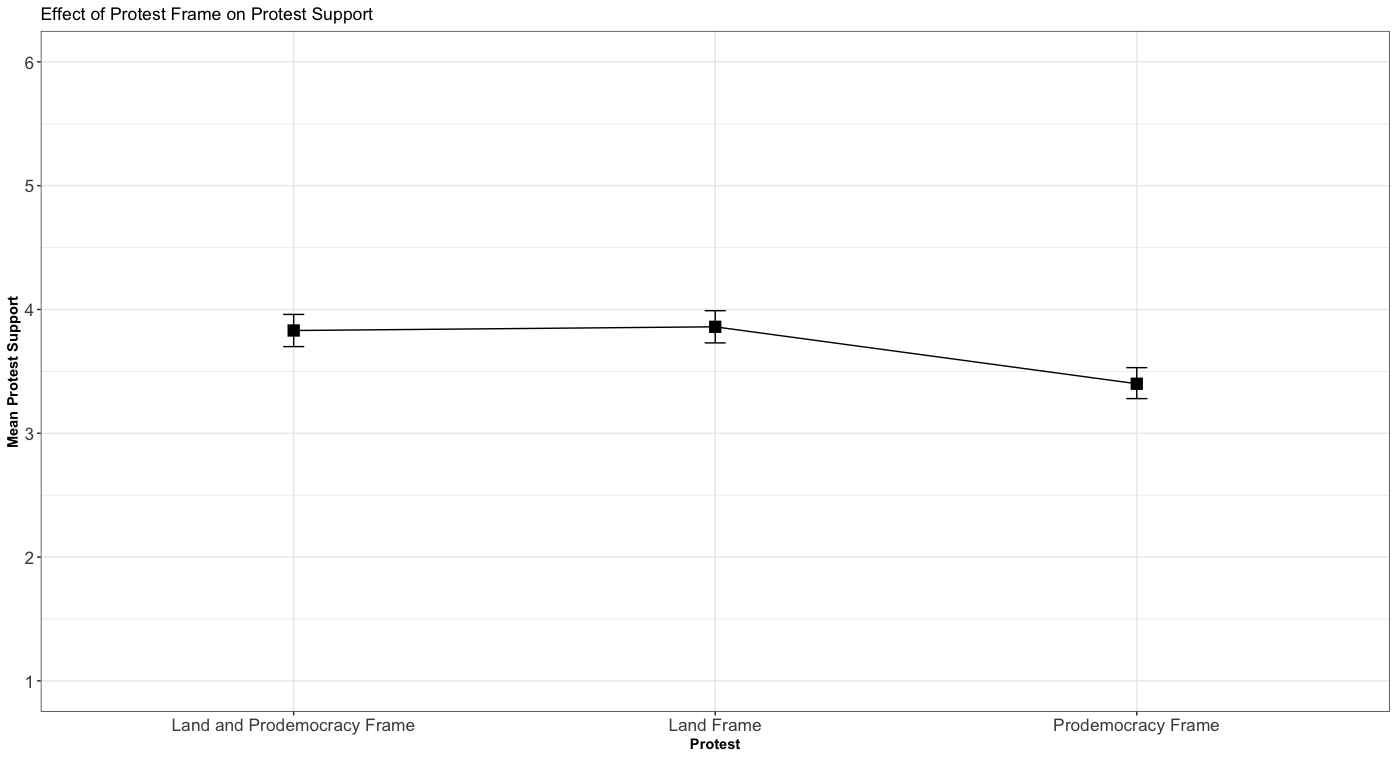 Effect of Protest Frame on Protest Support
6
5
4
3
2
1
Mean Protest Support
Land and Prodemocracy Frame
Land Frame
Prodemocracy Frame
Protest